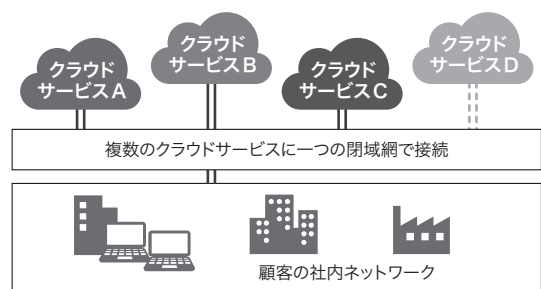 クラウド
サービスA
クラウド
サービスB
クラウド
サービスC
クラウド
サービスD
複数のクラウドサービスに一つの閉域網で接続
顧客の社内ネットワーク